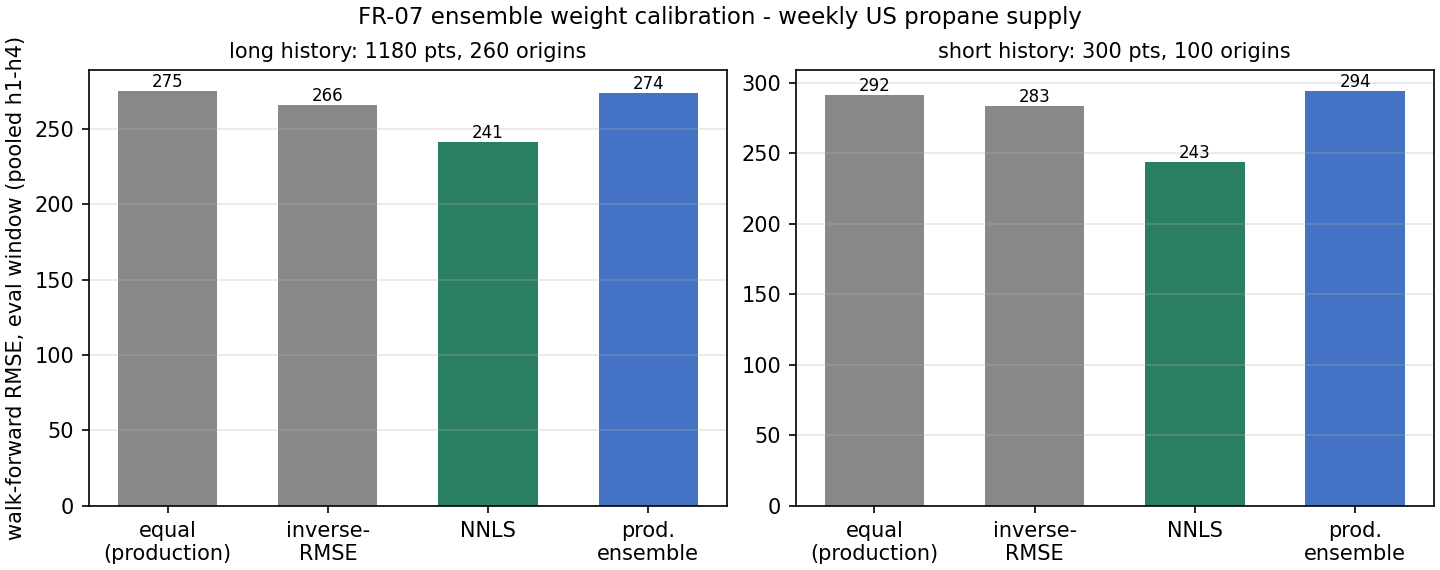 FR-07 ensemble weight calibration - weekly US propane supply
long history: 1180 pts, 260 origins
walk-forward RMSE, eval window (pooled h1-h4)
250
200
150
100
50
0
275
266
241
274
equal
(production)
inverse-
RMSE
NNLS
prod.
ensemble
short history: 300 pts, 100 origins
300
250
200
150
100
50
0
292
283
243
294
equal
(production)
inverse-
RMSE
NNLS
prod.
ensemble